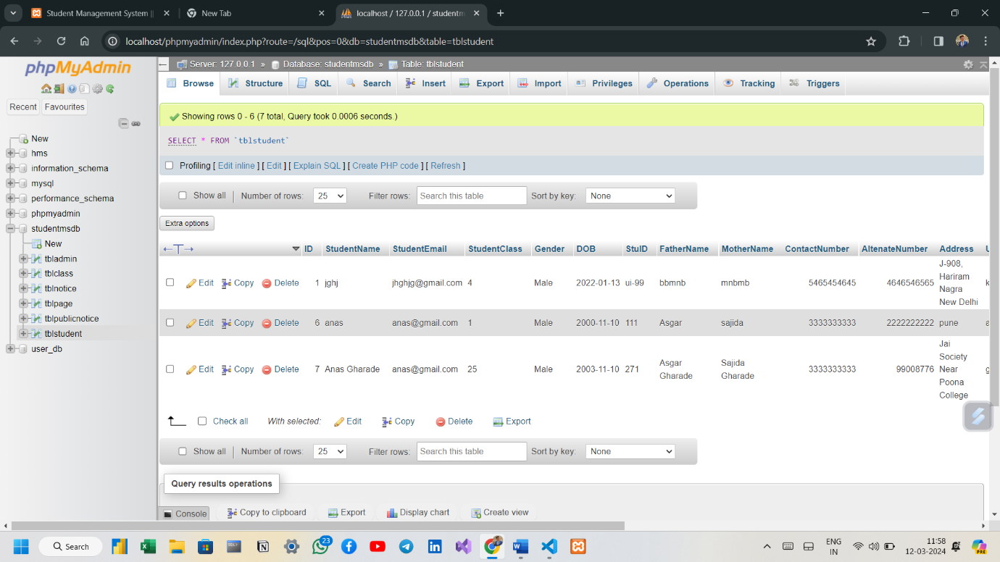 Student Management System ||
New Tab
localhost / 127.0.0.1 / studentm
localhost/phpmyadmin/index.php?route=/sql&pos=0&db=studentmsdb&table=tblstudent
phpMyAdmin
Recent Favourites
New
hms
information_schema
mysql
performance_schema
phpmyadmin
studentmsdb
New
tbladmin
tblclass
tblnotice
tblpage
tblpublicnotice
tblstudent
user_db
Server: 127.0.0.1 » Database: studentmsdb » Table: tblstudent
Browse Structure SQL Search Insert Export Import Privileges Operations Tracking Triggers
Showing rows 0 - 6 (7 total, Query took 0.0006 seconds.)
SELECT * FROM `tblstudent`
Profiling [ Edit inline ] [ Edit ] [ Explain SQL ] [ Create PHP code ] [ Refresh ]
Show all Number of rows: 25 Filter rows: Search this table Sort by key: None
Extra options
ID StudentName StudentEmail StudentClass Gender DOB StuID FatherName MotherName ContactNumber AltenateNumber Address U
Edit Copy Delete 1 jghj jhghjg@gmail.com 4 Male 2022-01-13 ui-99 bbmnb mnbmb 5465454645 4646546565 J-908,
Hariram
Nagra
New Delhi k
Edit Copy Delete 6 anas anas@gmail.com 1 Male 2000-11-10 111 Asgar sajida 3333333333 2222222222 pune a
Edit Copy Delete 7 Anas Gharade anas@gmail.com 25 Male 2003-11-10 271 Asgar Gharade Sajida Gharade 3333333333 99008776 Jai
Society
Near
Poona
College g
Check all With selected: Edit Copy Delete Export
Show all Number of rows: 25 Filter rows: Search this table Sort by key: None
Query results operations
Console Copy to clipboard Export Display chart Create view
Search
23
ENG
IN
11:58
12-03-2024
PRE